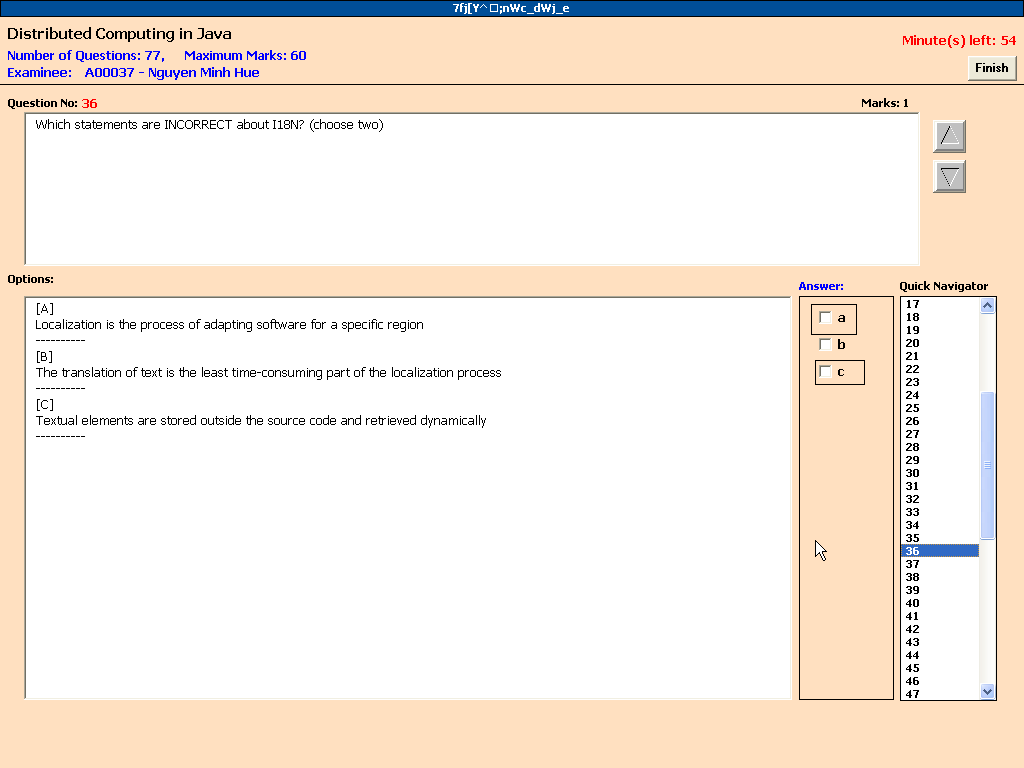 7fj[Y^ □;nWc_dWj_e
Distributed Computing in Java
Number of Questions: 77, Maximum Marks: 60
Minute(s) left: 54
Examinee: A00037 - Nguyen Minh Hue
Finish
Question No: 36
Marks: 1
Which statements are INCORRECT about I18N? (choose two)
Options:
Answer:
Quick Navigator
[A]
Localization is the process of adapting software for a specific region
----------
[B]
The translation of text is the least time-consuming part of the localization process
----------
[C]
Textual elements are stored outside the source code and retrieved dynamically
----------
a
b
c
17
18
19
20
21
22
23
24
25
26
27
28
29
30
31
32
33
34
35
36
37
38
39
40
41
42
43
44
45
46
47